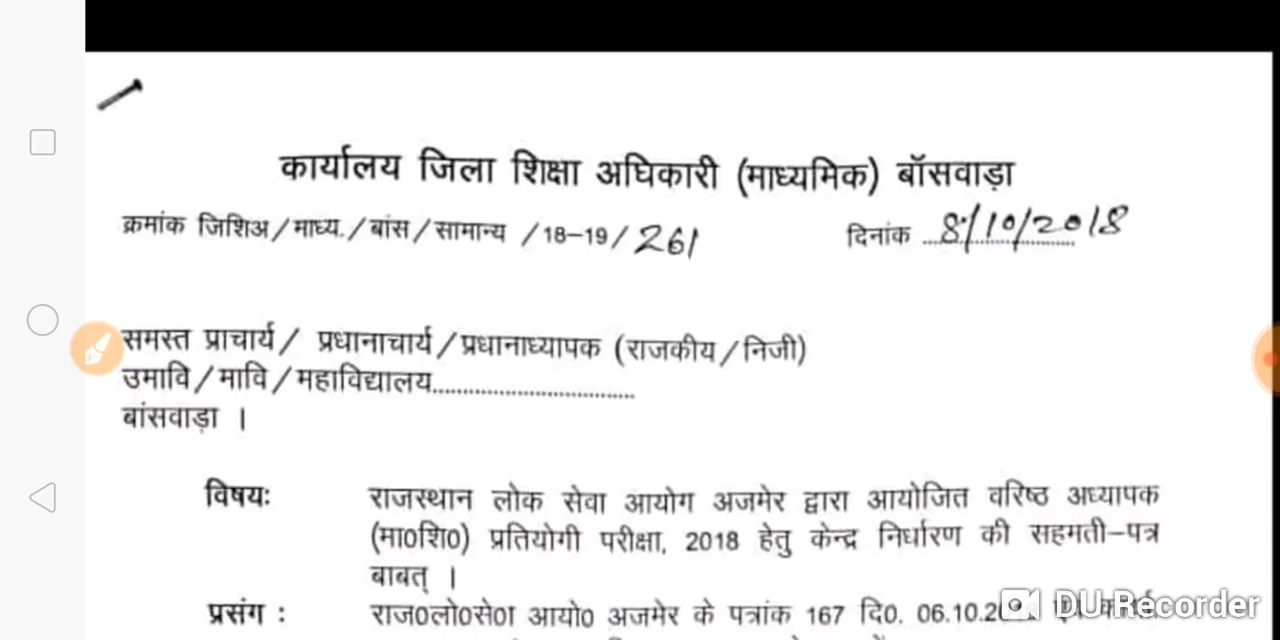 कार्यालय जिला शिक्षा अधिकारी (माध्यमिक) बॉसवाड़ा
क्रमांक जिशिअ/माध्य./बांस/सामान्य /18-19/261 दिनांक ...8/10/2018...
समस्त प्राचार्य/ प्रधानाचार्य/प्रधानाध्यापक (राजकीय/निजी)
उमावि/मावि/महाविद्यालय..................................
बांसवाड़ा ।
विषयः राजस्थान लोक सेवा आयोग अजमेर द्वारा आयोजित वरिष्ठ अध्यापक
(मा0शि0) प्रतियोगी परीक्षा, 2018 हेतु केन्द्र निर्धारण की सहमती-पत्र
बाबत् ।
प्रसंग : राज0लो0से0ा आयो0 अजमेर के पत्रांक 167 दि0. 06.10.2
DU Recorder